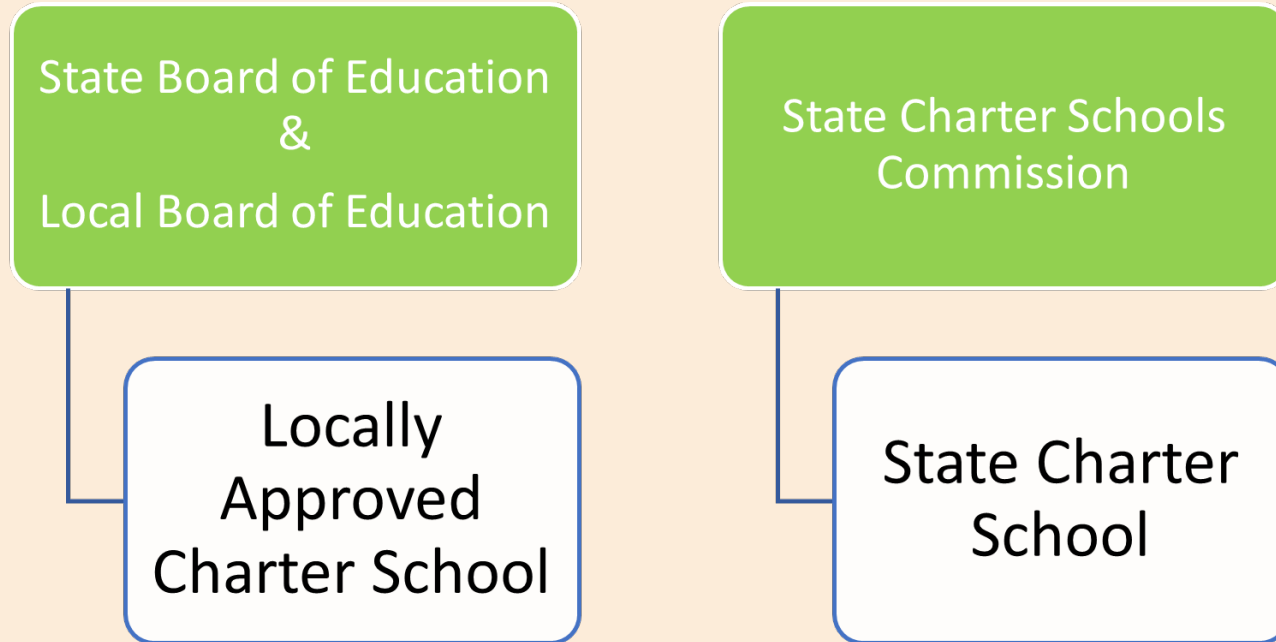 State Board of Education
&
Local Board of Education
Locally
Approved
Charter School
State Charter Schools
Commission
State Charter
School